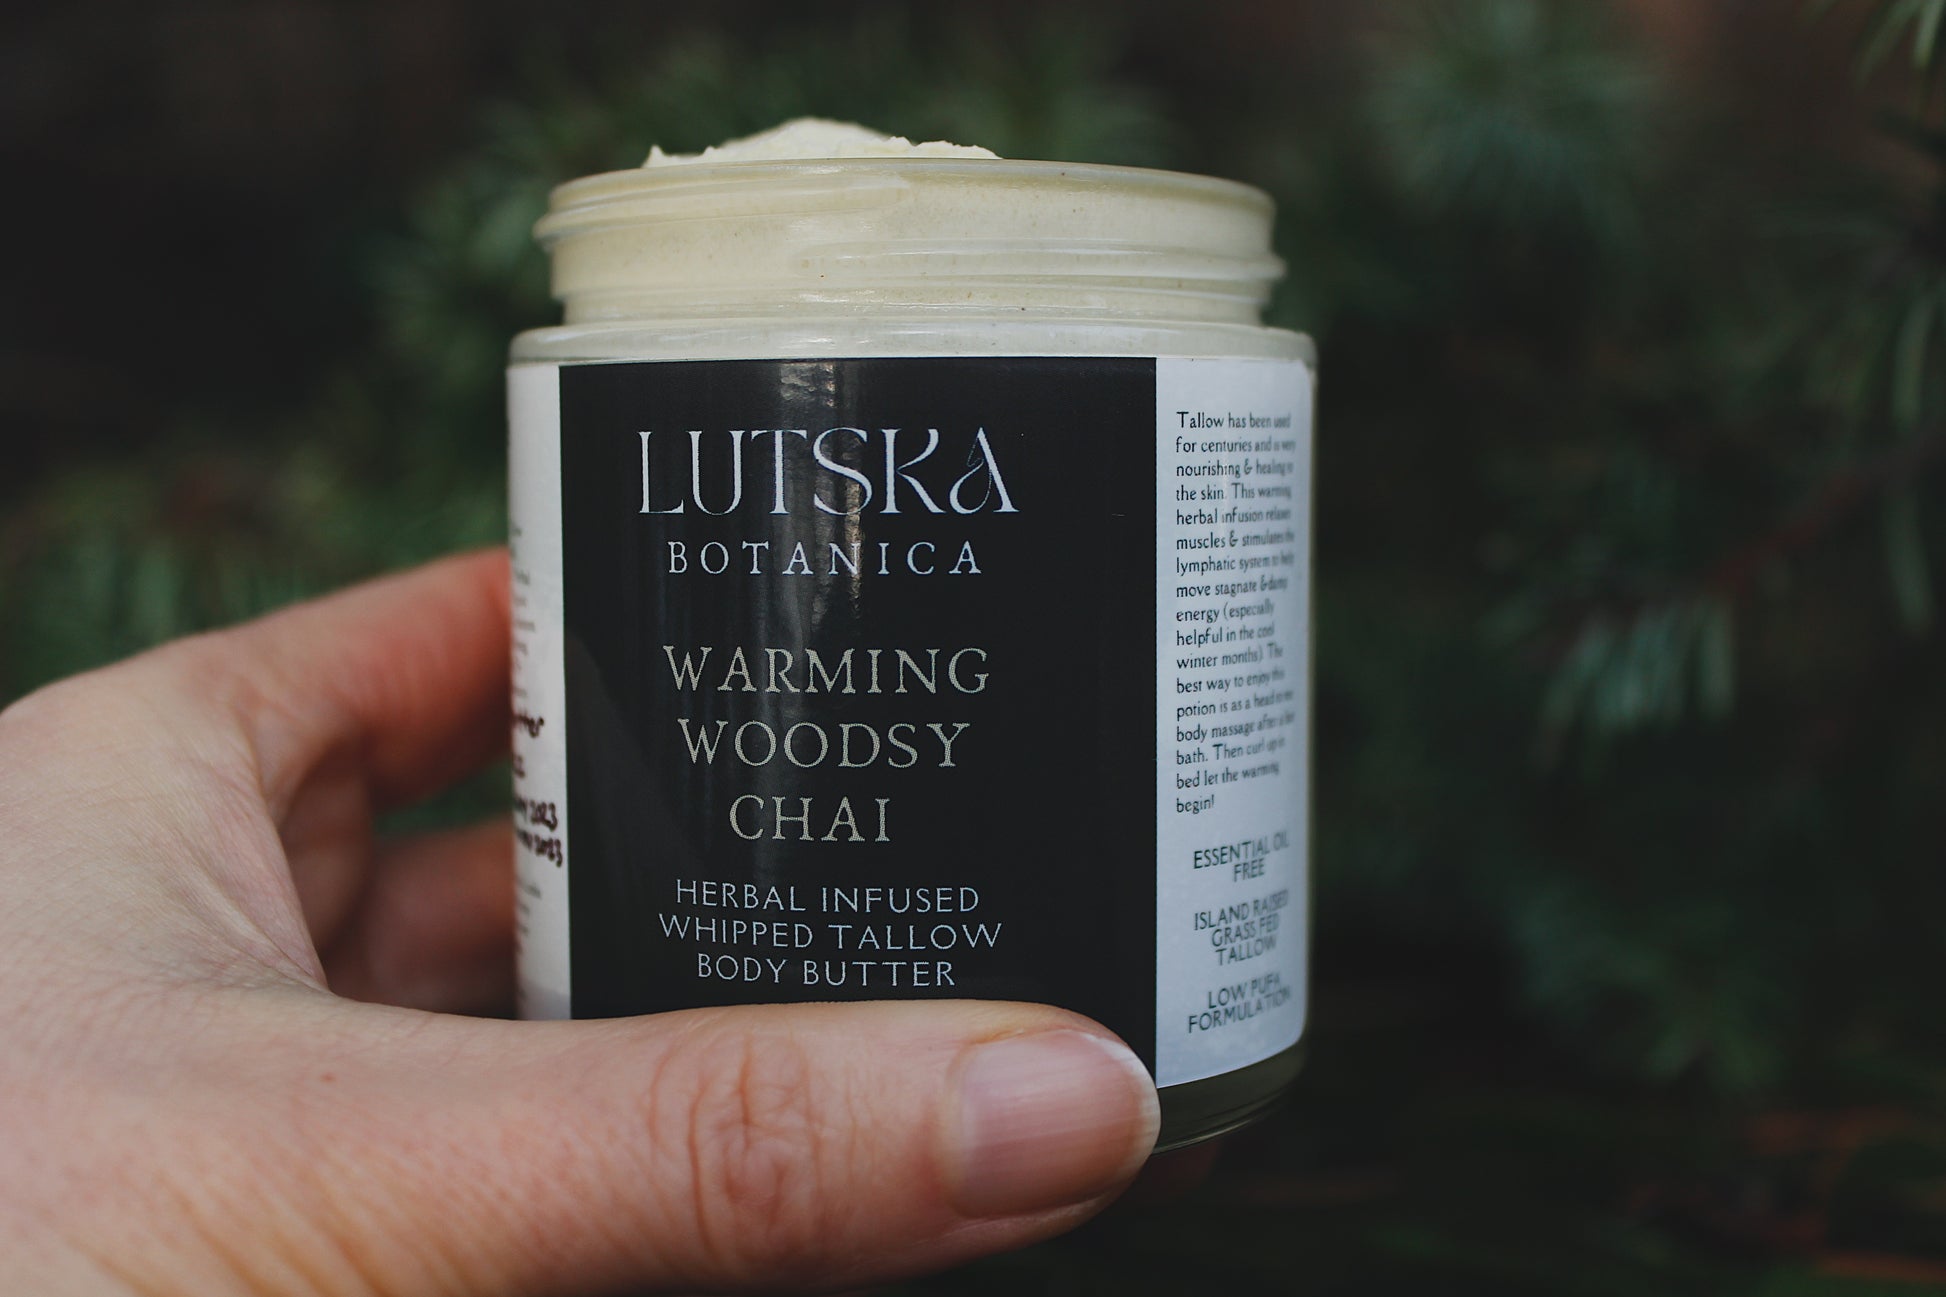 LUTSKA
BOTANICA
WARMING
WOODSY
CHAI
HERBAL INFUSED
WHIPPED TALLOW
BODY BUTTER
Tallow has been used
for centuries and is very
nourishing & healing to
the skin. This warming
herbal infusion relaxes
muscles & stimulates the
lymphatic system to help
move stagnate & damp
energy (especially
helpful in the cool
winter months). The
best way to enjoy this
potion is as a head to toe
body massage after a hot
bath. Then curl up in
bed let the warming
begin!
ESSENTIAL OIL
FREE
ISLAND RAISED
GRASS FED
TALLOW
LOW PUFA
FORMULATION
2023
2023